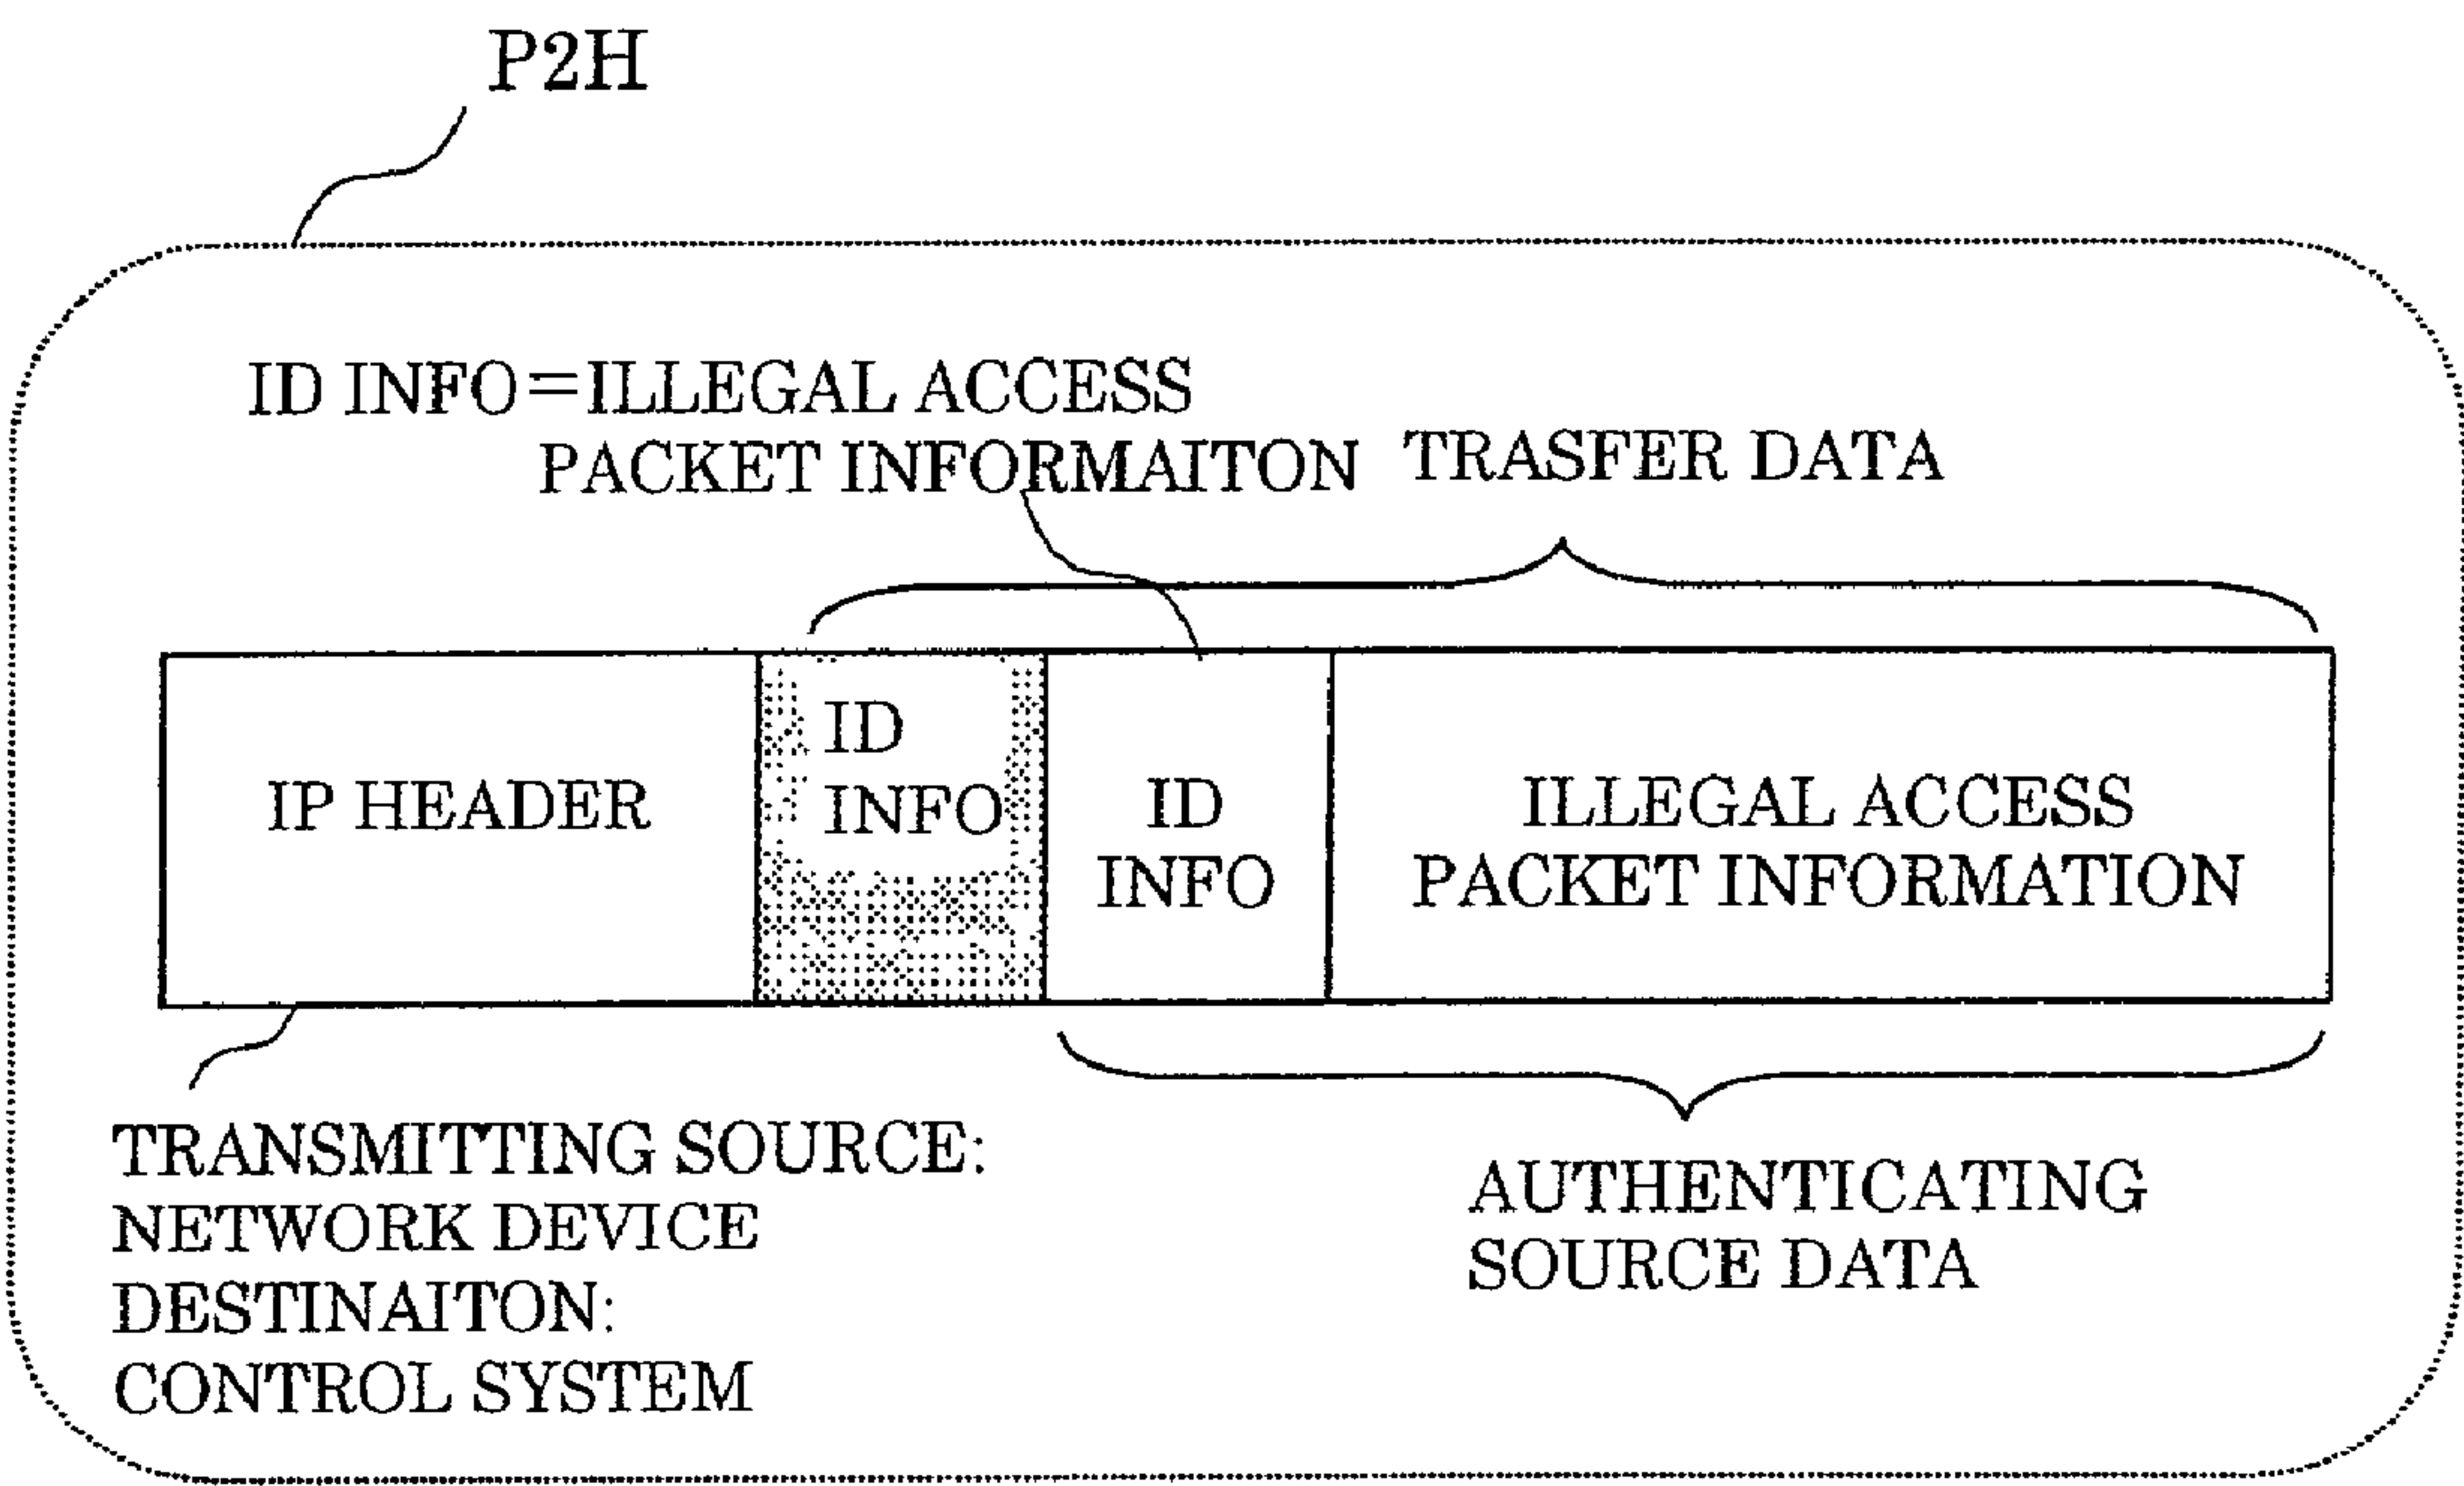 P2H
ID INFO=ILLEGAL ACCESS
PACKET INFORMAITON
TRASFER DATA
IP HEADER
ID
INFO
ID
INFO
ILLEGAL ACCESS
PACKET INFORMATION
TRANSMITTING SOURCE:
NETWORK DEVICE
DESTINAITON:
CONTROL SYSTEM
AUTHENTICATING
SOURCE DATA